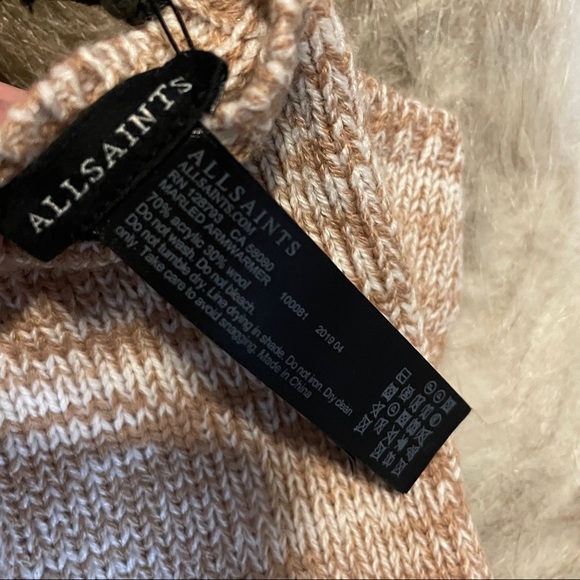 ALLSAINTS
ALLSAINTS
ALLSAINTS.COM
RN 128793 CA 36090
MARLED ARMWARMER
70% acrylic 30% wool 100081 2019.04
Do not wash. Do not bleach.
Do not tumble dry. Line drying in shade. Do not iron. Dry clean
only. Take care to avoid snagging. Made in China